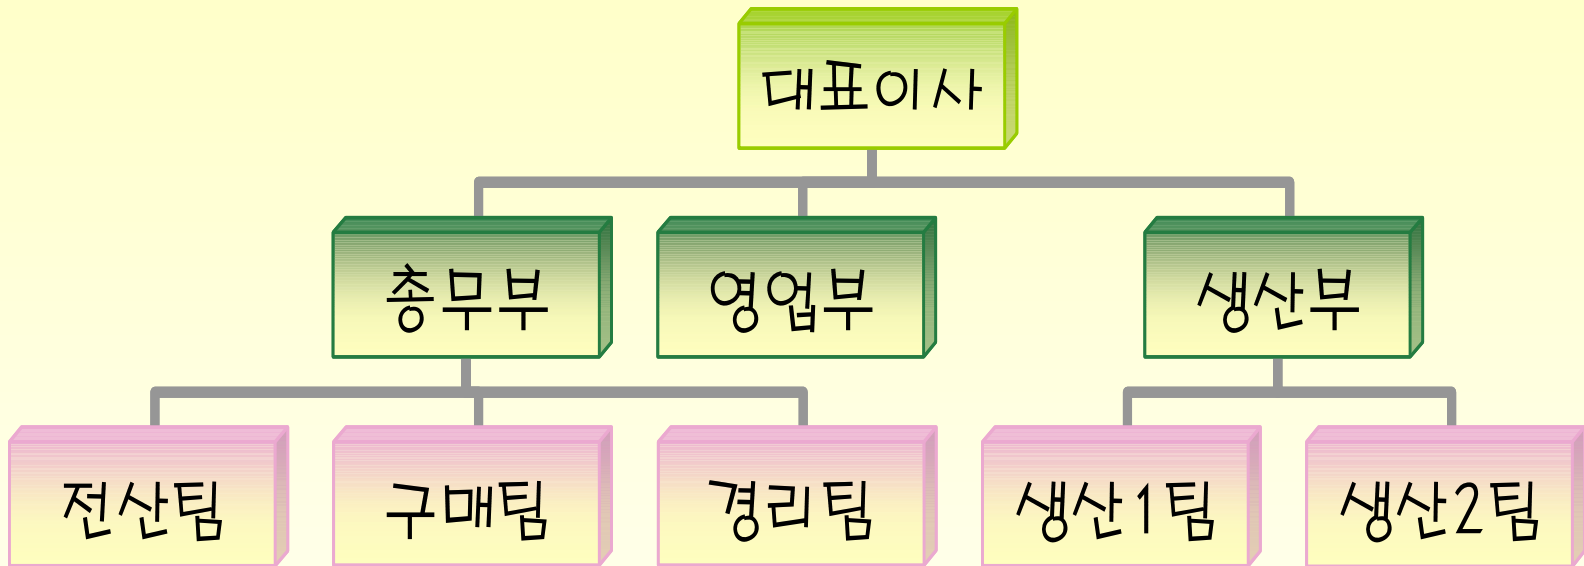 대표이사
총무부
영업부
생산부
전산팀
구매팀
경리팀
생산1팀
생산2팀